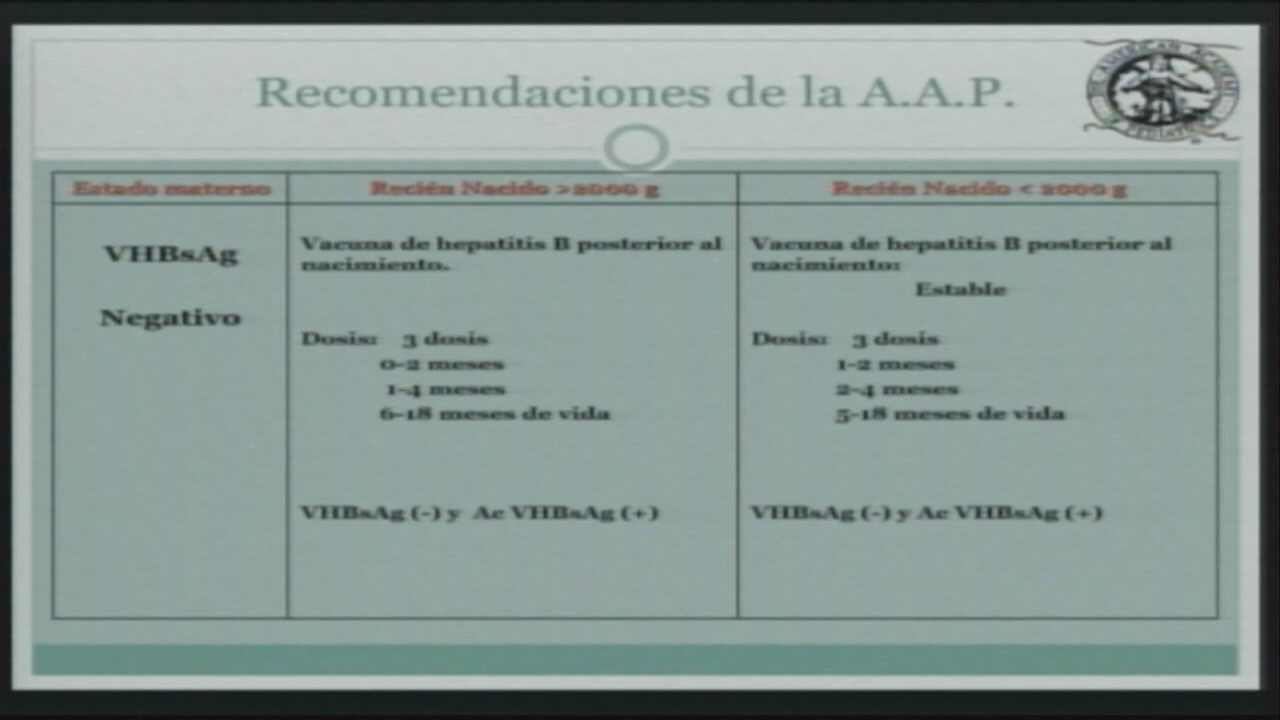 Recomendaciones de la A.A.P.
AMERICAN ACADEMY
PEDIATRICS
Estado materno
Recién Nacido >2000 g
Recién Nacido < 2000 g
VHBsAg
Negativo
Vacuna de hepatitis B posterior al
nacimiento.
Dosis: 3 dosis
0-2 meses
1-4 meses
6-18 meses de vida
VHBsAg (-) y Ac VHBsAg (+)
Vacuna de hepatitis B posterior al
nacimiento:
Estable
Dosis: 3 dosis
1-2 meses
2-4 meses
5-18 meses de vida
VHBsAg (-) y Ac VHBsAg (+)